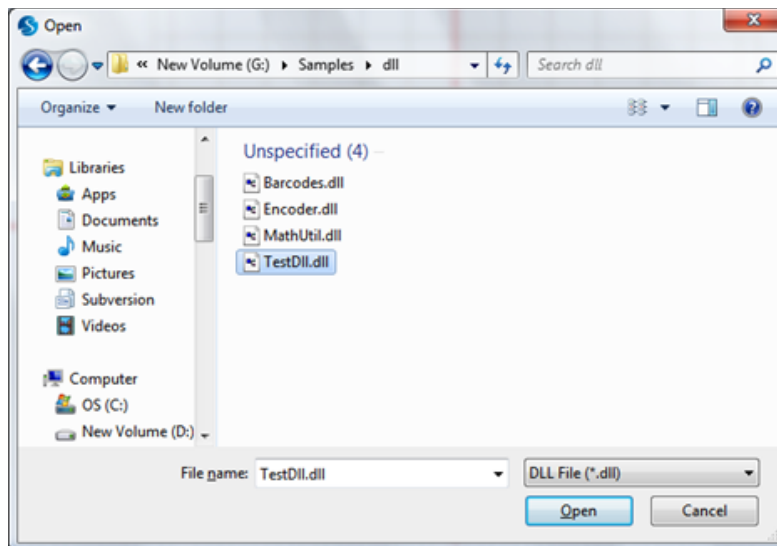 Open
« New Volume (G:) ▸ Samples ▸ dll
Search dll
Organize
New folder
Libraries
Apps
Documents
Music
Pictures
Subversion
Videos
Computer
OS (C:)
New Volume (D:)
Unspecified (4)
Barcodes.dll
Encoder.dll
MathUtil.dll
TestDll.dll
File name: TestDll.dll
DLL File (*.dll)
Open
Cancel